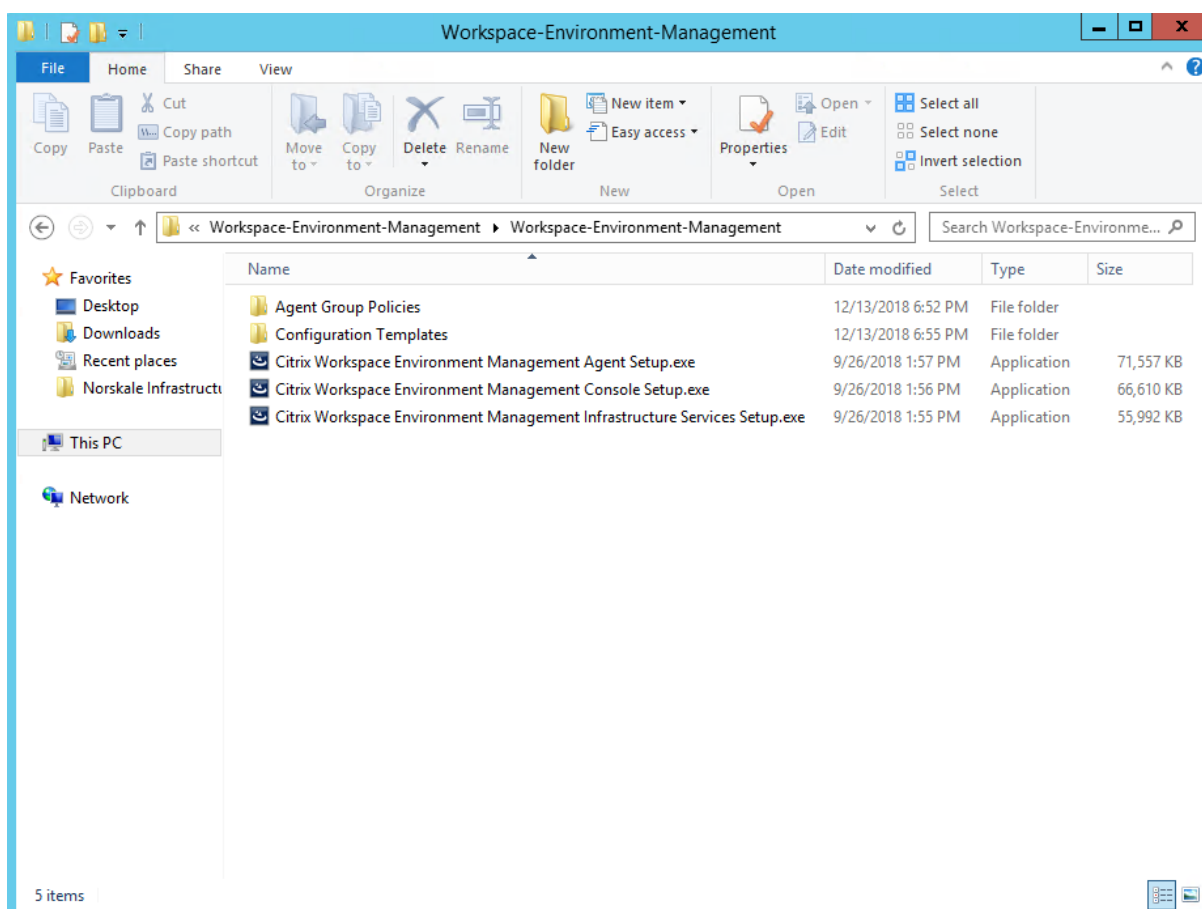 Workspace-Environment-Management
File Home Share View
Copy
Paste
Cut
Copy path
Paste shortcut
Clipboard
Move to
Copy to
Delete
Rename
Organize
New folder
New item
Easy access
New
Properties
Open
Edit
Open
Select all
Select none
Invert selection
Select
« Workspace-Environment-Management Workspace-Environment-Management
Search Workspace-Environme...
Favorites
Desktop
Downloads
Recent places
Norskale Infrastructu
This PC
Network
Name Date modified Type Size
Agent Group Policies 12/13/2018 6:52 PM File folder
Configuration Templates 12/13/2018 6:55 PM File folder
Citrix Workspace Environment Management Agent Setup.exe 9/26/2018 1:57 PM Application 71,557 KB
Citrix Workspace Environment Management Console Setup.exe 9/26/2018 1:56 PM Application 66,610 KB
Citrix Workspace Environment Management Infrastructure Services Setup.exe 9/26/2018 1:55 PM Application 55,992 KB
5 items